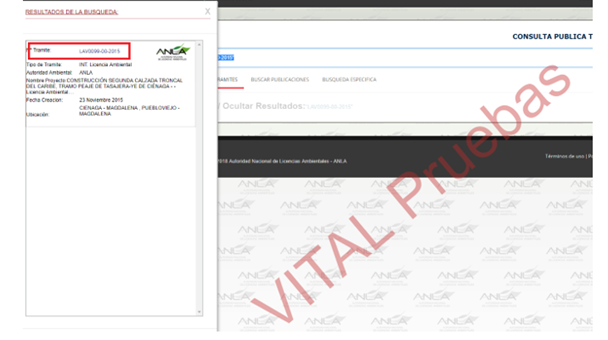 RESULTADOS DE LA BUSQUEDA:
X
N° Tramite: LAV0099-00-2015
ANLA
Tipo de Tramite: INT. Licencia Ambiental
Autoridad Ambiental: ANLA
Nombre Proyecto: CONSTRUCCIÓN SEGUNDA CALZADA TRONCAL
DEL CARIBE, TRAMO PEAJE DE TASAJERA-YE DE CIÉNAGA - -
Licencia Ambiental
Fecha Creacion: 23 Noviembre 2015
Ubicación: CIENAGA - MAGDALENA , PUEBLOVIEJO -
MAGDALENA
CONSULTA PUBLICA T
0-2015"
RAMITES BUSCAR PUBLICACIONES BUSQUEDA ESPECIFICA
/ Ocultar Resultados: LAV0099-00-2015"
2018 Autoridad Nacional de Licencias Ambientales - ANLA
Términos de uso | P
VITAL Pruebas